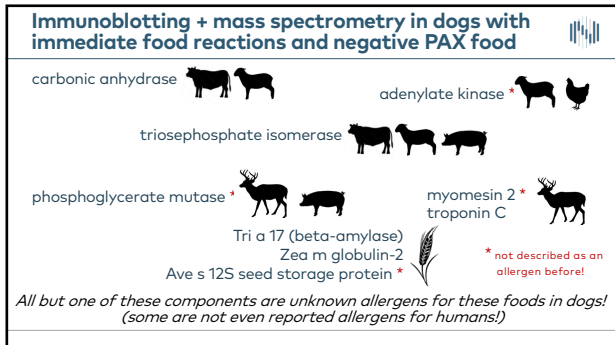 Immunoblotting + mass spectrometry in dogs with
immediate food reactions and negative PAX food
carbonic anhydrase
adenylate kinase *
triosephosphate isomerase
phosphoglycerate mutase *
myomesin 2 *
troponin C
Tri a 17 (beta-amylase)
Zea m globulin-2
Ave s 12S seed storage protein *
* not described as an
allergen before!
All but one of these components are unknown allergens for these foods in dogs!
(some are not even reported allergens for humans!)